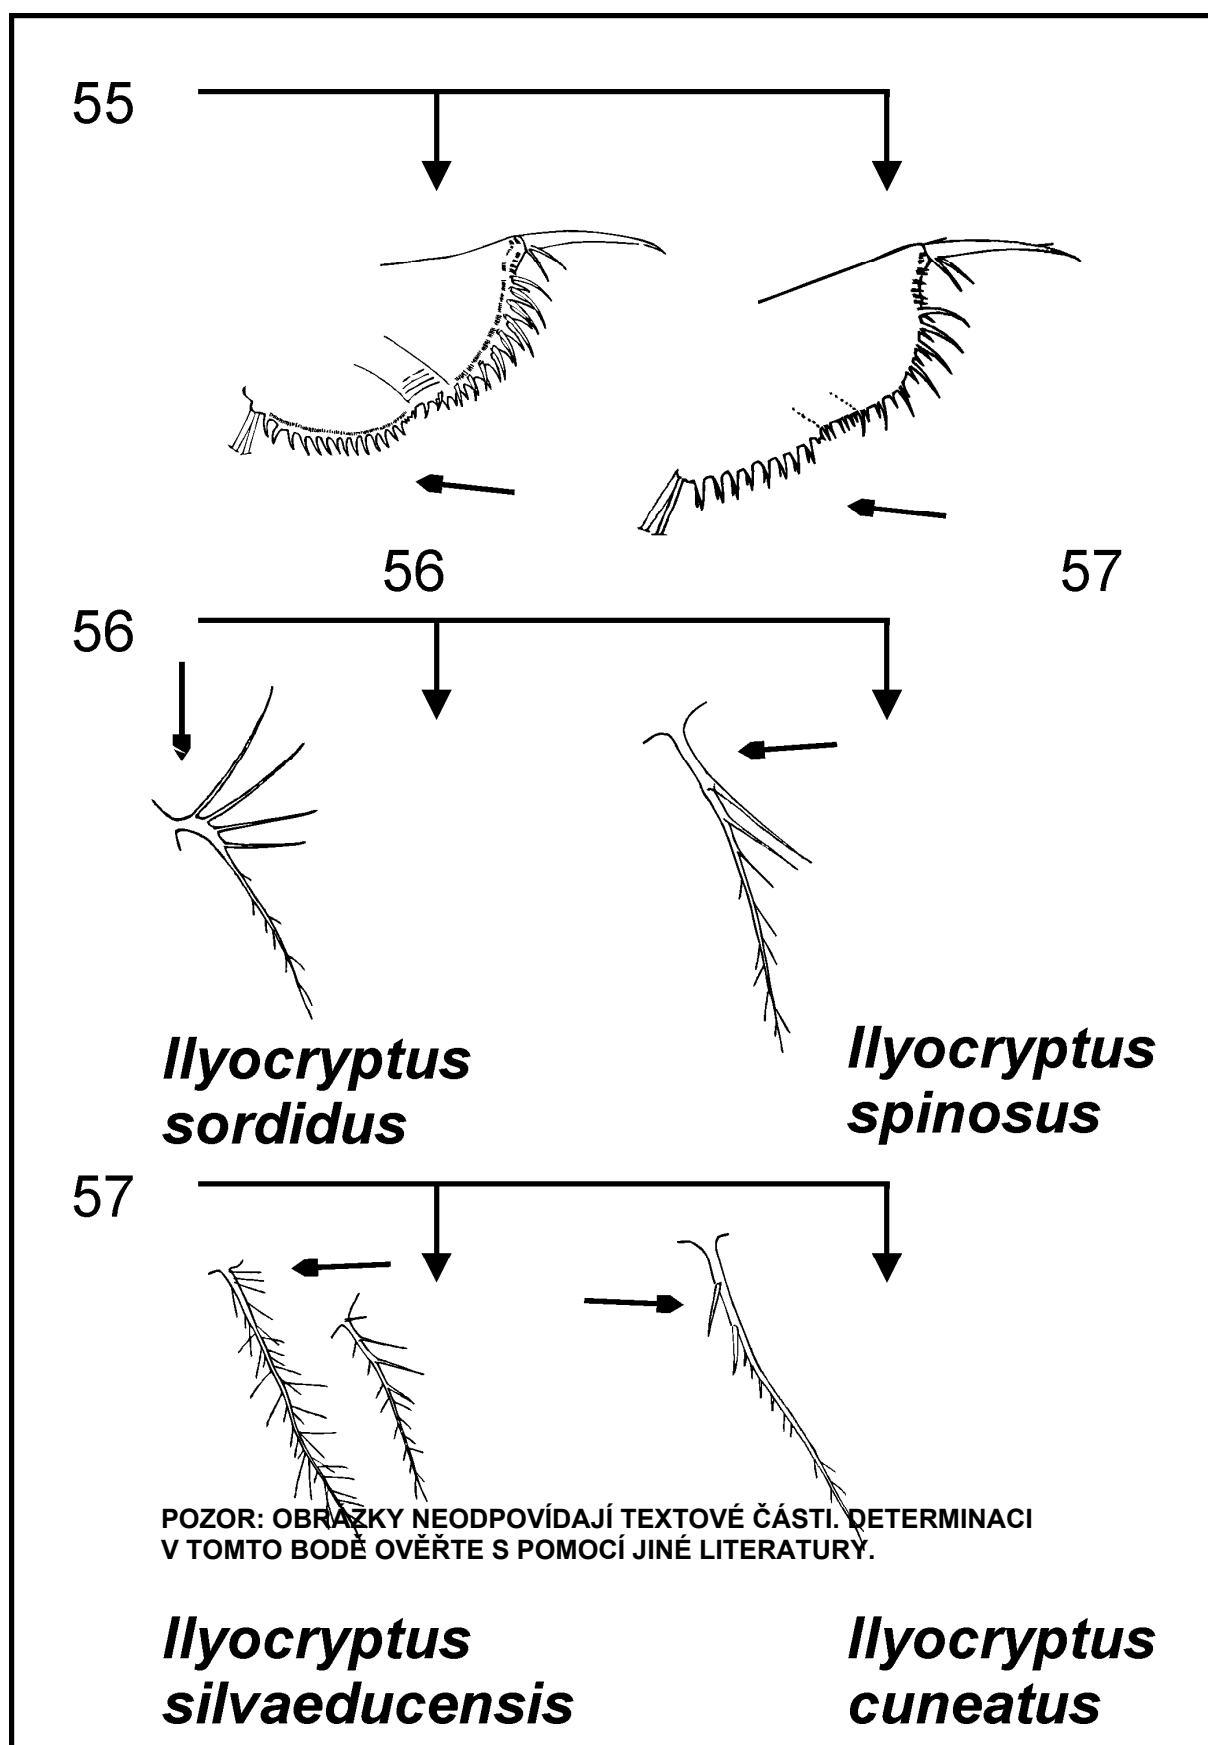 55
56 57
56
Ilyocryptus
sordidus
Ilyocryptus
spinosus
57
POZOR: OBRÁZKY NEODPOVÍDAJÍ TEXTOVÉ ČÁSTI. DETERMINACI
V TOMTO BODĚ OVĚŘTE S POMOCÍ JINÉ LITERATURY.
Ilyocryptus
silvaeducensis
Ilyocryptus
cuneatus